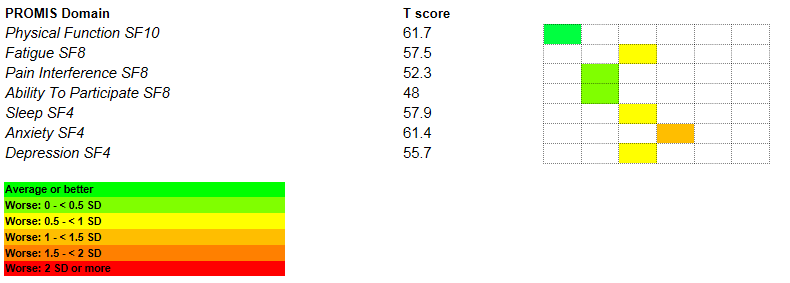 PROMIS Domain T score
Physical Function SF10 61.7
Fatigue SF8 57.5
Pain Interference SF8 52.3
Ability To Participate SF8 48
Sleep SF4 57.9
Anxiety SF4 61.4
Depression SF4 55.7
Average or better
Worse: 0 - < 0.5 SD
Worse: 0.5 - < 1 SD
Worse: 1 - < 1.5 SD
Worse: 1.5 - < 2 SD
Worse: 2 SD or more